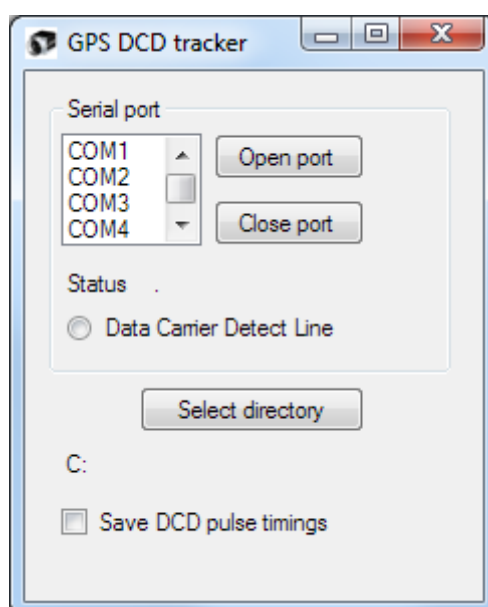 GPS DCD tracker
Serial port
COM1
COM2
COM3
COM4
Open port
Close port
Status .
Data Carrier Detect Line
Select directory
C:
Save DCD pulse timings